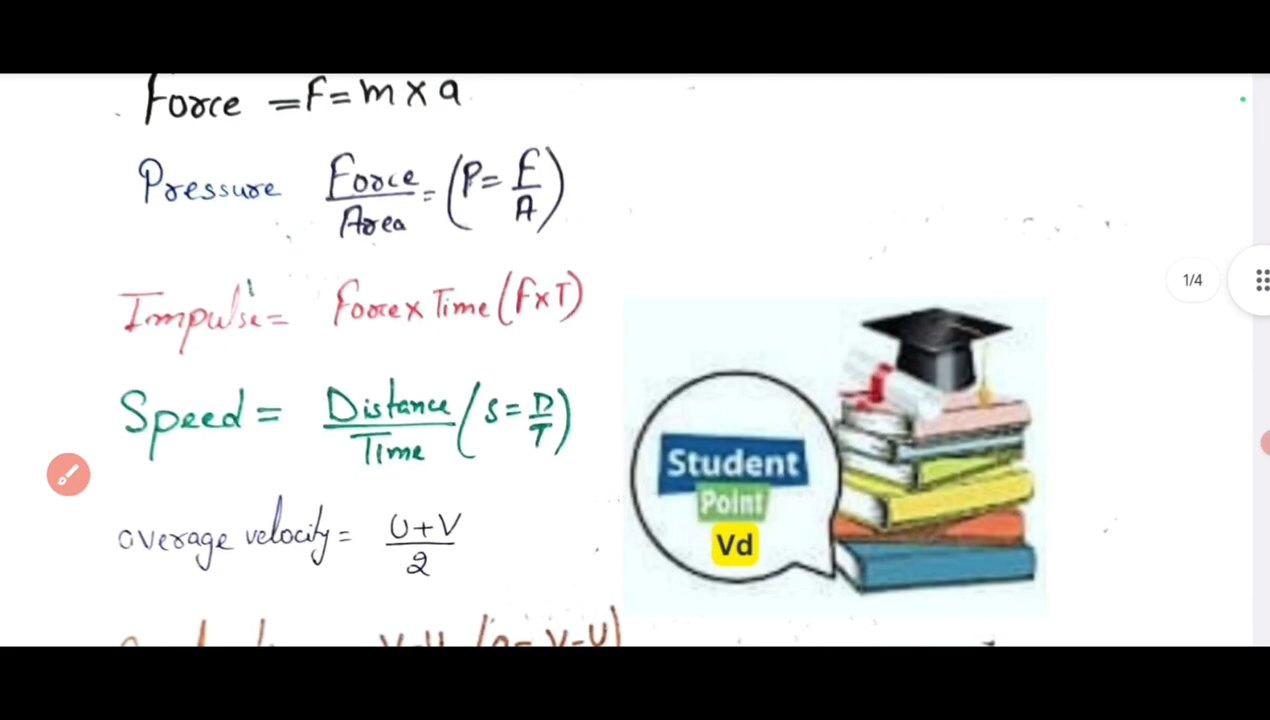 Force = F = m × a
Pressure Force/Area = (P = F/A)
Impulse = Force × Time (F × T)
Speed = Distance/Time (S = D/T)
average velocity = U+V/2
V-U (a = V-U)
1/4
Student
Point
Vd